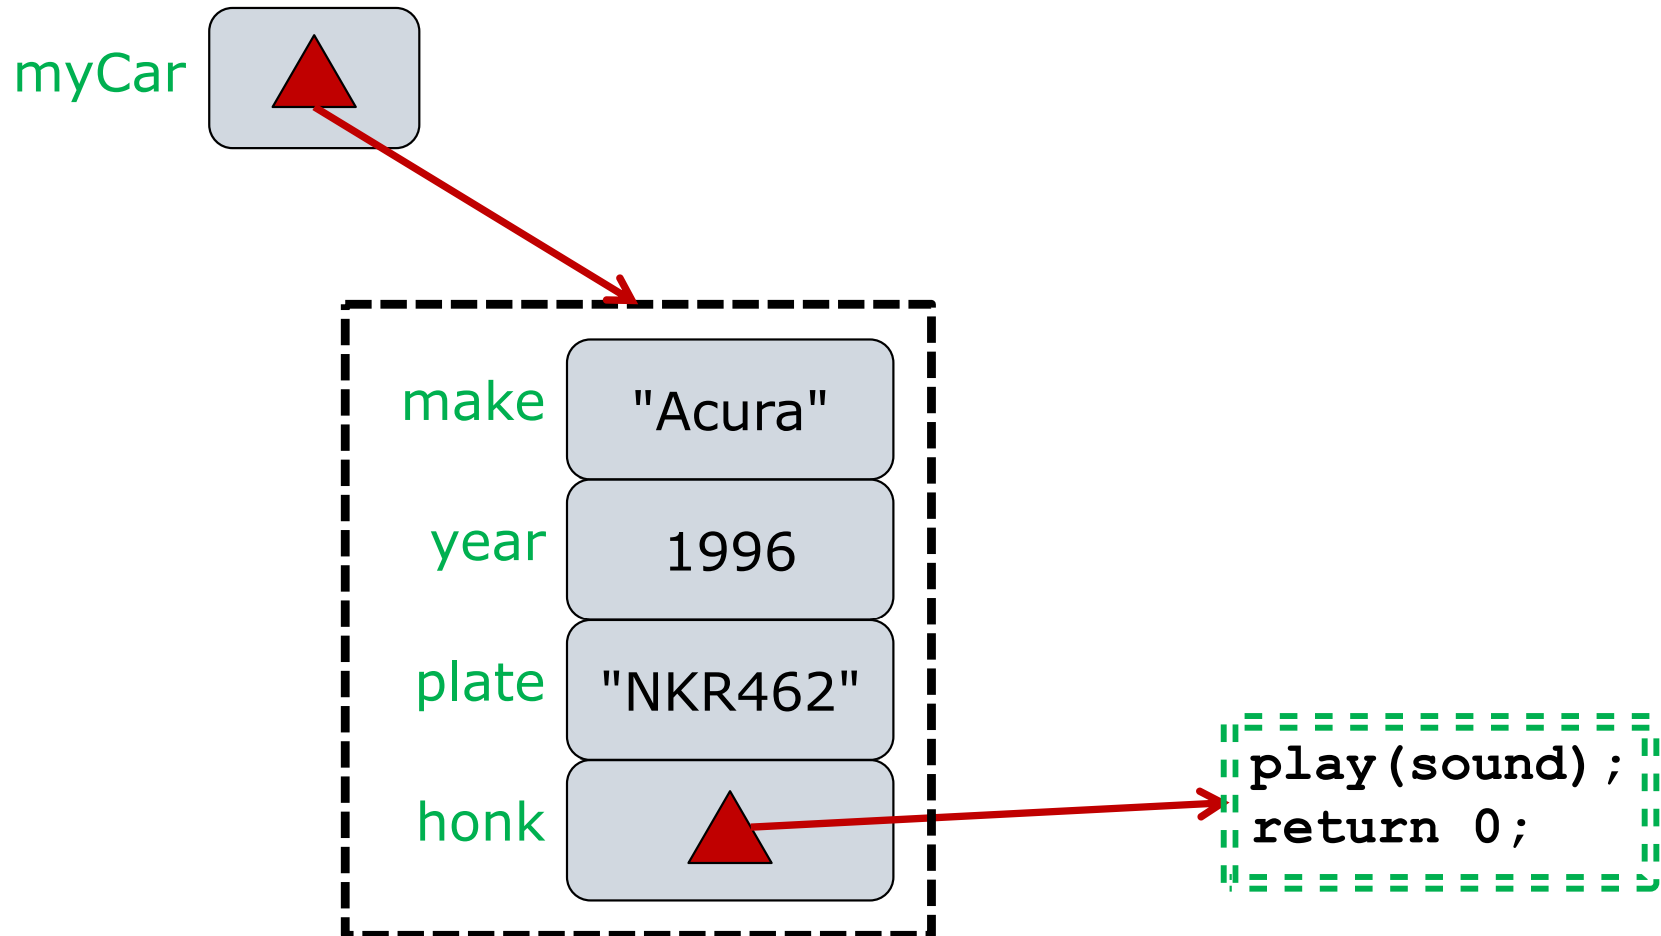 myCar
make "Acura"
year 1996
plate "NKR462"
honk
play(sound);
return 0;